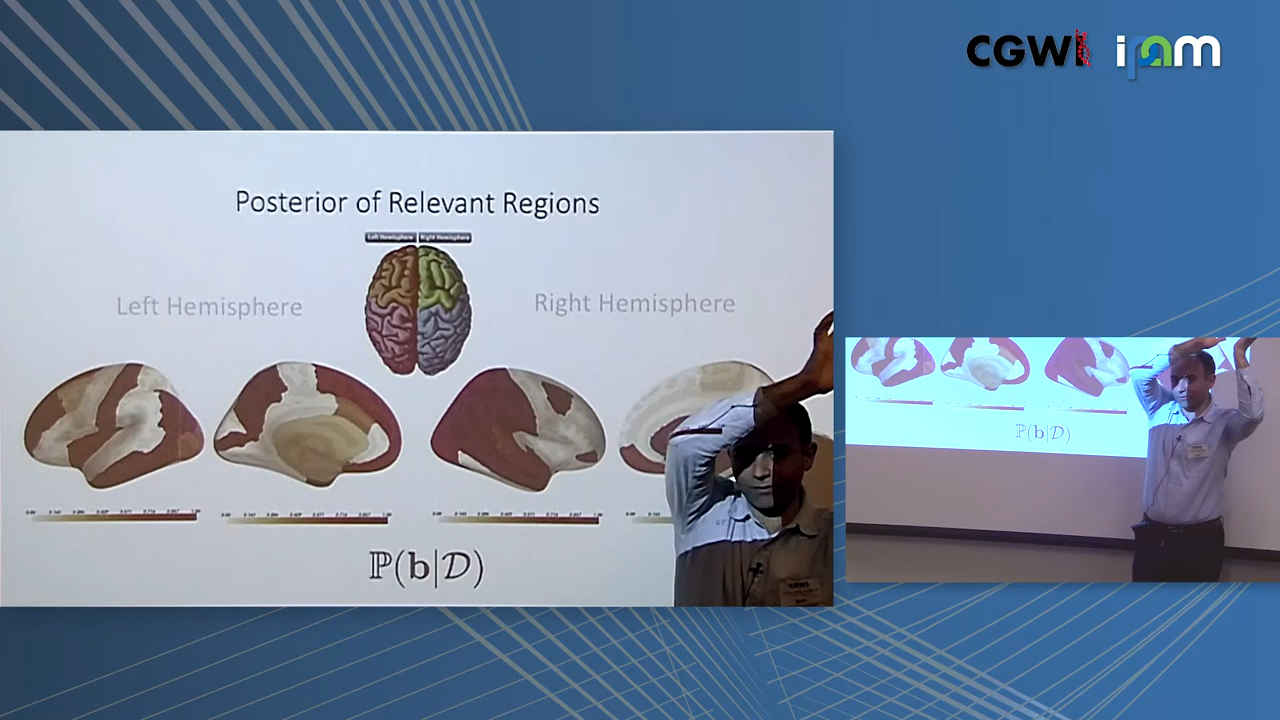 CGWI ipam
Posterior of Relevant Regions
Left Hemisphere Right Hemisphere
Left Hemisphere
Right Hemisphere
ℙ(b|𝒟)
ℙ(b|𝒟)